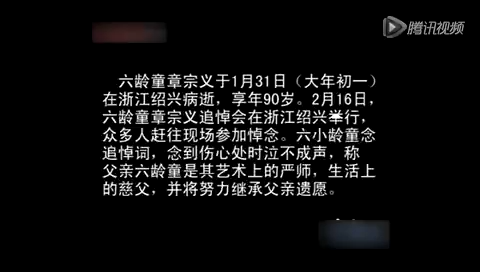 腾讯视频
六龄童章宗义于1月31日（大年初一）
在浙江绍兴病逝，享年90岁。2月16日，
六龄童章宗义追悼会在浙江绍兴举行，
众多人赶往现场参加悼念。六小龄童念
追悼词，念到伤心处时泣不成声，称
父亲六龄童是其艺术上的严师，生活上
的慈父，并将努力继承父亲遗愿。